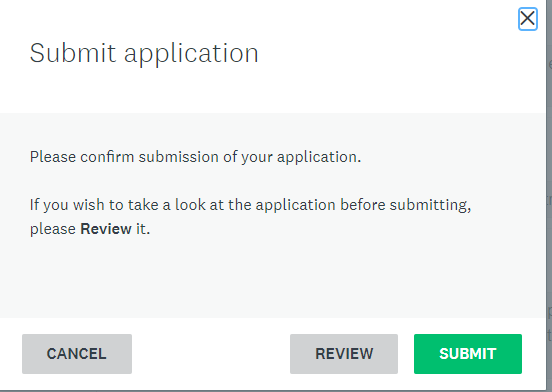 Submit application
Please confirm submission of your application.
If you wish to take a look at the application before submitting,
please Review it.
CANCEL
REVIEW
SUBMIT